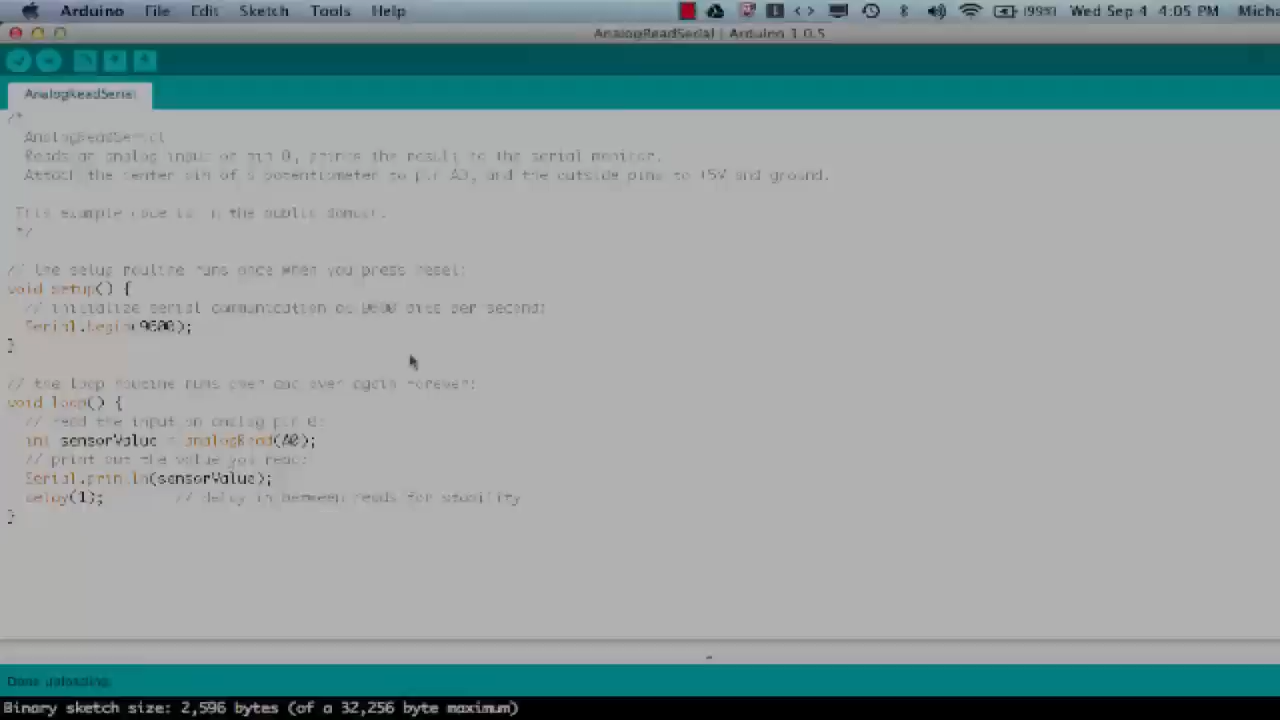 Arduino File Edit Sketch Tools Help (99%) Wed Sep 4 4:05 PM Micha
AnalogReadSerial | Arduino 1.0.5
AnalogReadSerial
/*
AnalogReadSerial
Reads an analog input on pin 0, prints the result to the serial monitor.
Attach the center pin of a potentiometer to pin A0, and the outside pins to +5V and ground.
This example code is in the public domain.
*/
// the setup routine runs once when you press reset:
void setup() {
// initialize serial communication at 9600 bits per second:
Serial.begin(9600);
}
// the loop routine runs over and over again forever:
void loop() {
// read the input on analog pin 0:
int sensorValue = analogRead(A0);
// print out the value you read:
Serial.println(sensorValue);
delay(1); // delay in between reads for stability
}
Done uploading.
Binary sketch size: 2,596 bytes (of a 32,256 byte maximum)